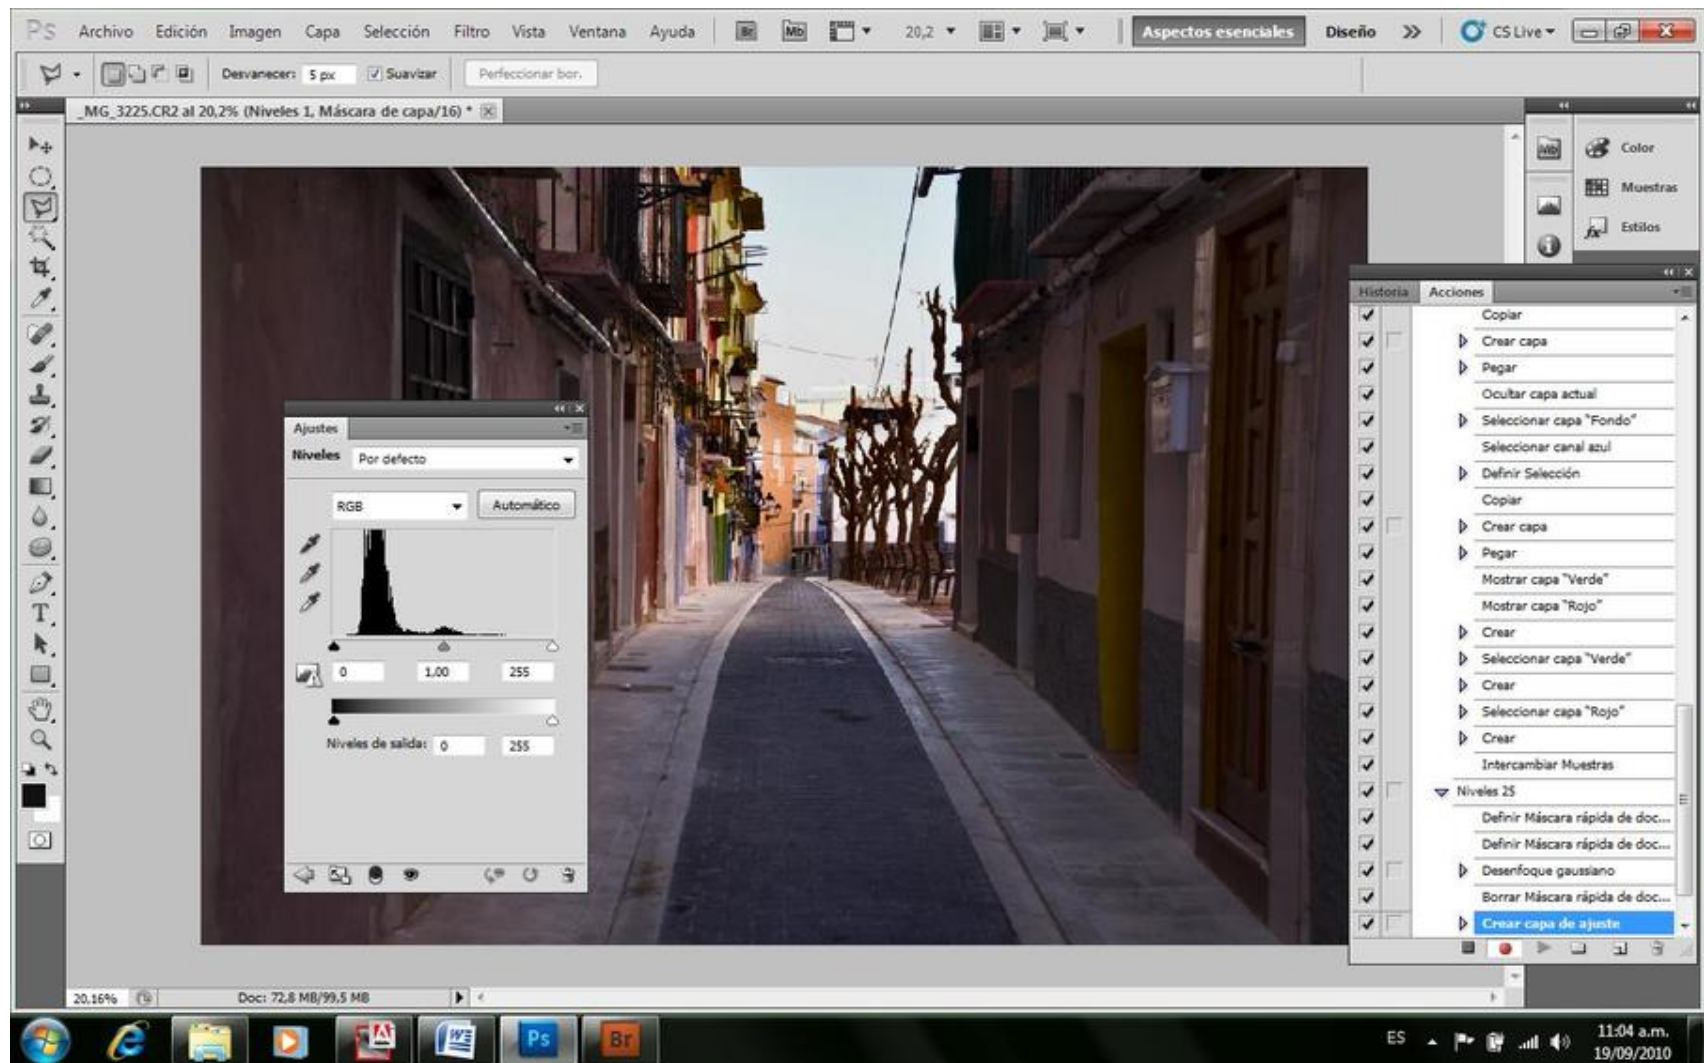 Ps Archivo Edición Imagen Capa Selección Filtro Vista Ventana Ayuda Br Mb 20,2 Aspectos esenciales Diseño CS Live
Desvanecer: 5 px Suavizar Perfeccionar bor.
_MG_3225.CR2 al 20,2% (Niveles 1, Máscara de capa/16) *
Mb Color
Muestras
Estilos
Historia Acciones
Copiar
Crear capa
Pegar
Ocultar capa actual
Seleccionar capa "Fondo"
Seleccionar canal azul
Definir Selección
Copiar
Crear capa
Pegar
Mostrar capa "Verde"
Mostrar capa "Rojo"
Crear
Seleccionar capa "Verde"
Crear
Seleccionar capa "Rojo"
Crear
Intercambiar Muestras
Niveles 25
Definir Máscara rápida de doc...
Definir Máscara rápida de doc...
Desenfoque gaussiano
Borrar Máscara rápida de doc...
Crear capa de ajuste
Ajustes
Niveles Por defecto
RGB Automático
0 1,00 255
Niveles de salida: 0 255
20,16% Doc: 72,8 MB/99,5 MB
Ps Br ES 11:04 a.m.
19/09/2010